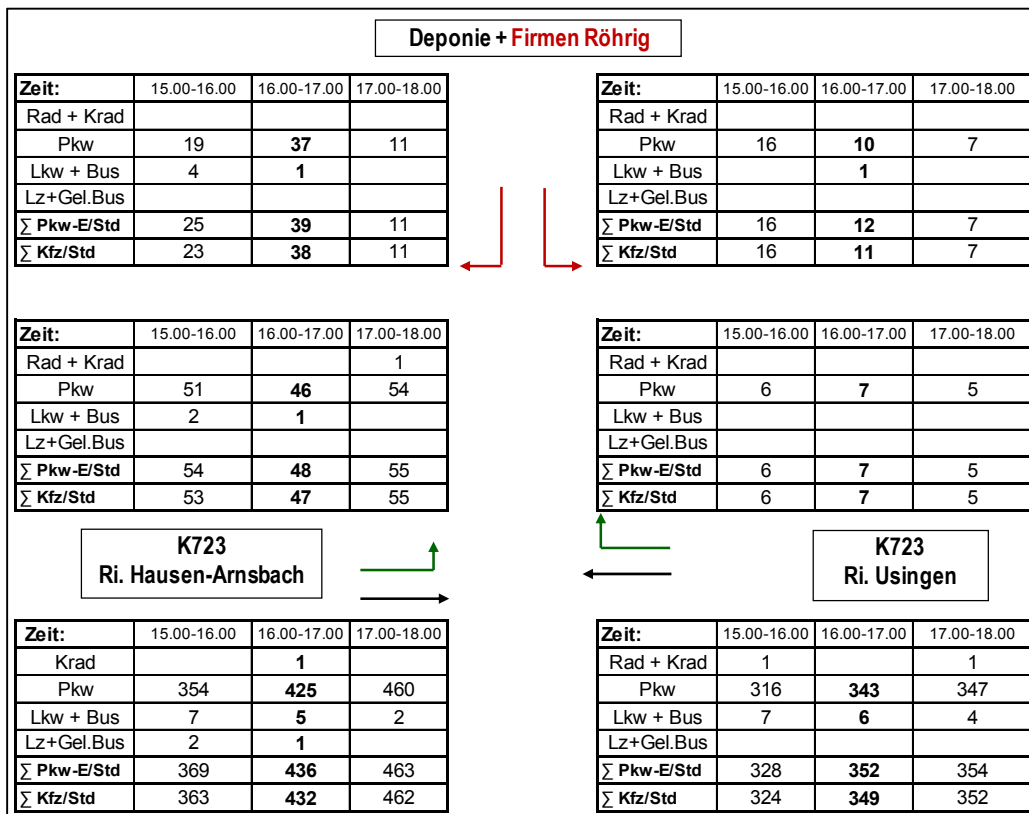 Deponie + Firmen Röhrig
Zeit: 15.00-16.00 16.00-17.00 17.00-18.00
Rad + Krad
Pkw 19 37 11
Lkw + Bus 4 1
Lz+Gel.Bus
∑ Pkw-E/Std 25 39 11
∑ Kfz/Std 23 38 11
Zeit: 15.00-16.00 16.00-17.00 17.00-18.00
Rad + Krad
Pkw 16 10 7
Lkw + Bus 1
Lz+Gel.Bus
∑ Pkw-E/Std 16 12 7
∑ Kfz/Std 16 11 7
Zeit: 15.00-16.00 16.00-17.00 17.00-18.00
Rad + Krad 1
Pkw 51 46 54
Lkw + Bus 2 1
Lz+Gel.Bus
∑ Pkw-E/Std 54 48 55
∑ Kfz/Std 53 47 55
Zeit: 15.00-16.00 16.00-17.00 17.00-18.00
Rad + Krad
Pkw 6 7 5
Lkw + Bus
Lz+Gel.Bus
∑ Pkw-E/Std 6 7 5
∑ Kfz/Std 6 7 5
K723
Ri. Hausen-Arnsbach
K723
Ri. Usingen
Zeit: 15.00-16.00 16.00-17.00 17.00-18.00
Krad 1
Pkw 354 425 460
Lkw + Bus 7 5 2
Lz+Gel.Bus 2 1
∑ Pkw-E/Std 369 436 463
∑ Kfz/Std 363 432 462
Zeit: 15.00-16.00 16.00-17.00 17.00-18.00
Rad + Krad 1 1
Pkw 316 343 347
Lkw + Bus 7 6 4
Lz+Gel.Bus
∑ Pkw-E/Std 328 352 354
∑ Kfz/Std 324 349 352